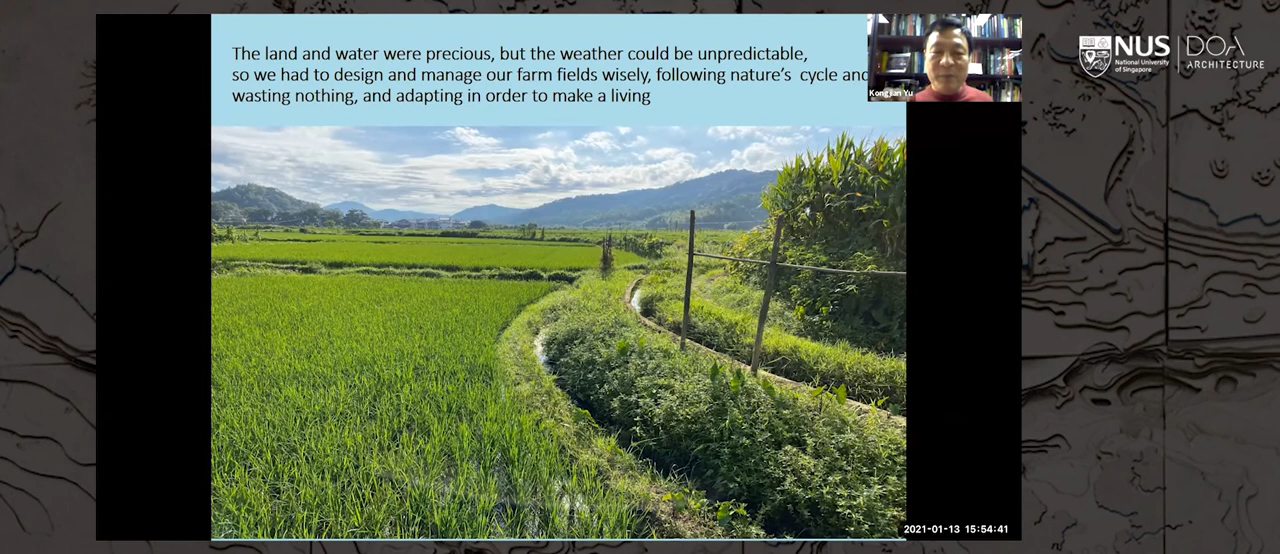 The land and water were precious, but the weather could be unpredictable,
so we had to design and manage our farm fields wisely, following nature's  cycle and
wasting nothing, and adapting in order to make a living
Kongjian Yu
NUS
National University
of Singapore
DOA
ARCHITECTURE
2021-01-13 15:54:41